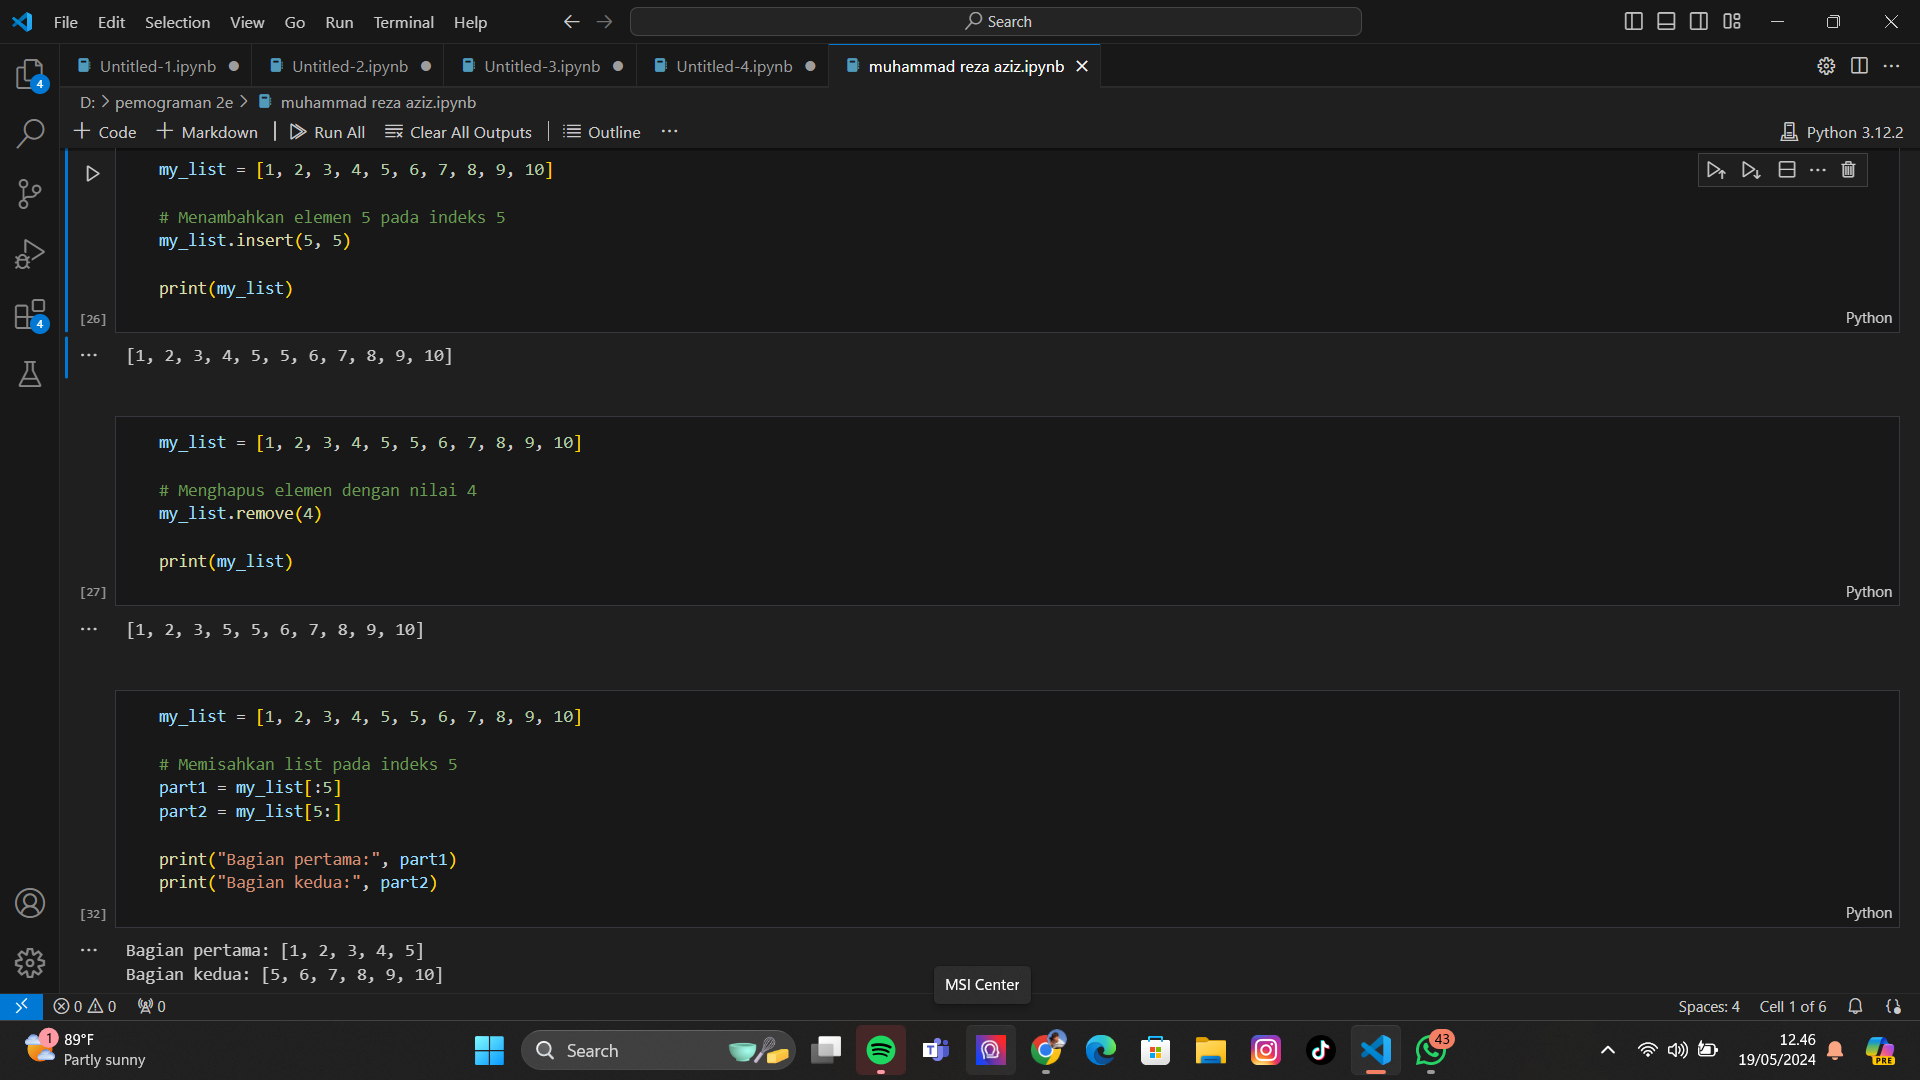 File Edit Selection View Go Run Terminal Help Search
Untitled-1.ipynb Untitled-2.ipynb Untitled-3.ipynb Untitled-4.ipynb muhammad reza aziz.ipynb
4
D: > pemograman 2e > muhammad reza aziz.ipynb
+ Code + Markdown | Run All Clear All Outputs | Outline ... Python 3.12.2
my_list = [1, 2, 3, 4, 5, 6, 7, 8, 9, 10]
# Menambahkan elemen 5 pada indeks 5
my_list.insert(5, 5)
print(my_list)
[26] Python
4
... [1, 2, 3, 4, 5, 5, 6, 7, 8, 9, 10]
my_list = [1, 2, 3, 4, 5, 5, 6, 7, 8, 9, 10]
# Menghapus elemen dengan nilai 4
my_list.remove(4)
print(my_list)
[27] Python
... [1, 2, 3, 5, 5, 6, 7, 8, 9, 10]
my_list = [1, 2, 3, 4, 5, 5, 6, 7, 8, 9, 10]
# Memisahkan list pada indeks 5
part1 = my_list[:5]
part2 = my_list[5:]
print("Bagian pertama:", part1)
print("Bagian kedua:", part2)
[32] Python
... Bagian pertama: [1, 2, 3, 4, 5]
Bagian kedua: [5, 6, 7, 8, 9, 10]
MSI Center
0 0 0 Spaces: 4 Cell 1 of 6
1 89°F
Partly sunny
Search
43
12.46
19/05/2024
PRE